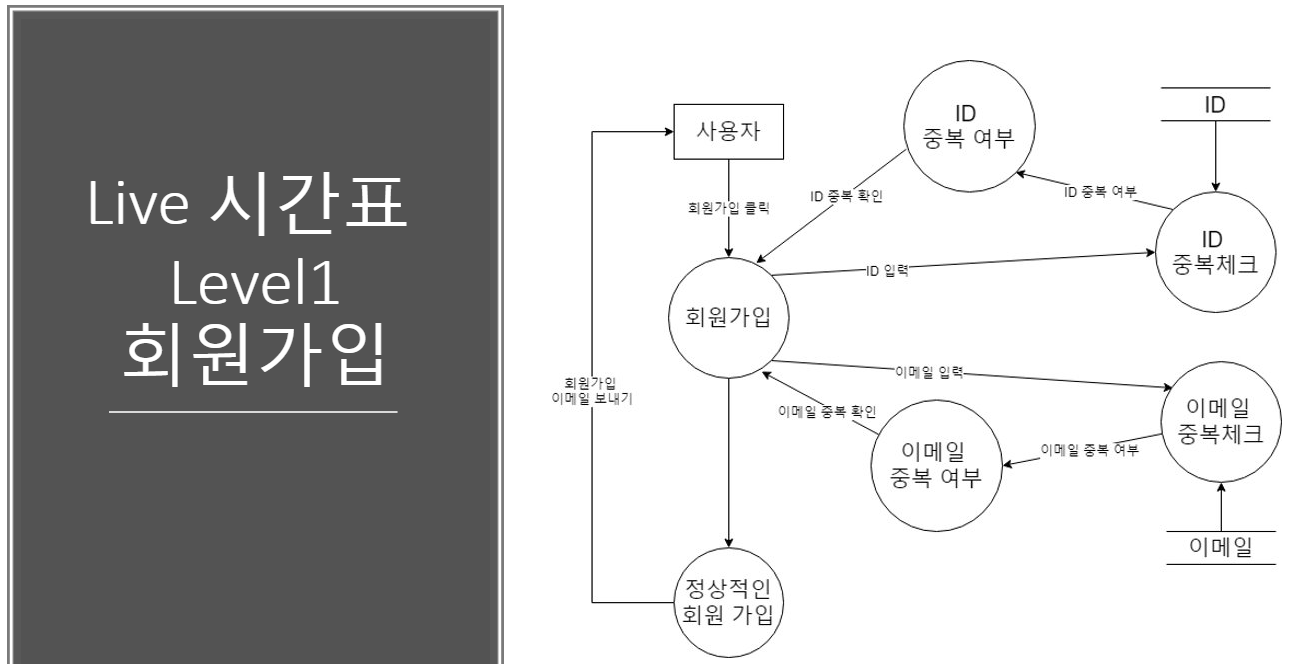 Live 시간표
Level1
회원가입
사용자
회원가입 클릭
회원가입
ID
중복 여부
ID 중복 확인
ID 중복 여부
ID
ID
중복체크
ID 입력
이메일 입력
이메일 중복 확인
이메일
중복 여부
이메일 중복 여부
이메일
중복체크
이메일
회원가입
이메일 보내기
정상적인
회원 가입